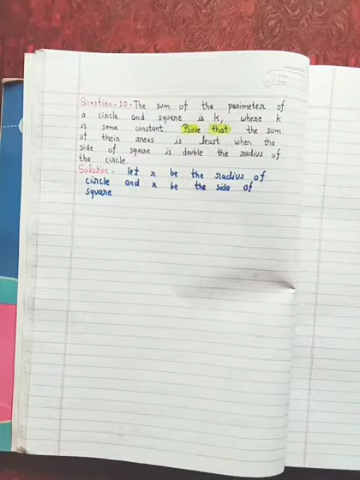 Question-10- The sum of the perimeter of
a circle and square is k, where k
is some constant. Prove that the sum
of their areas is least when the
side of square is double the radius of
the circle.
Solution - let r be the radius of
circle and x be the side of
square